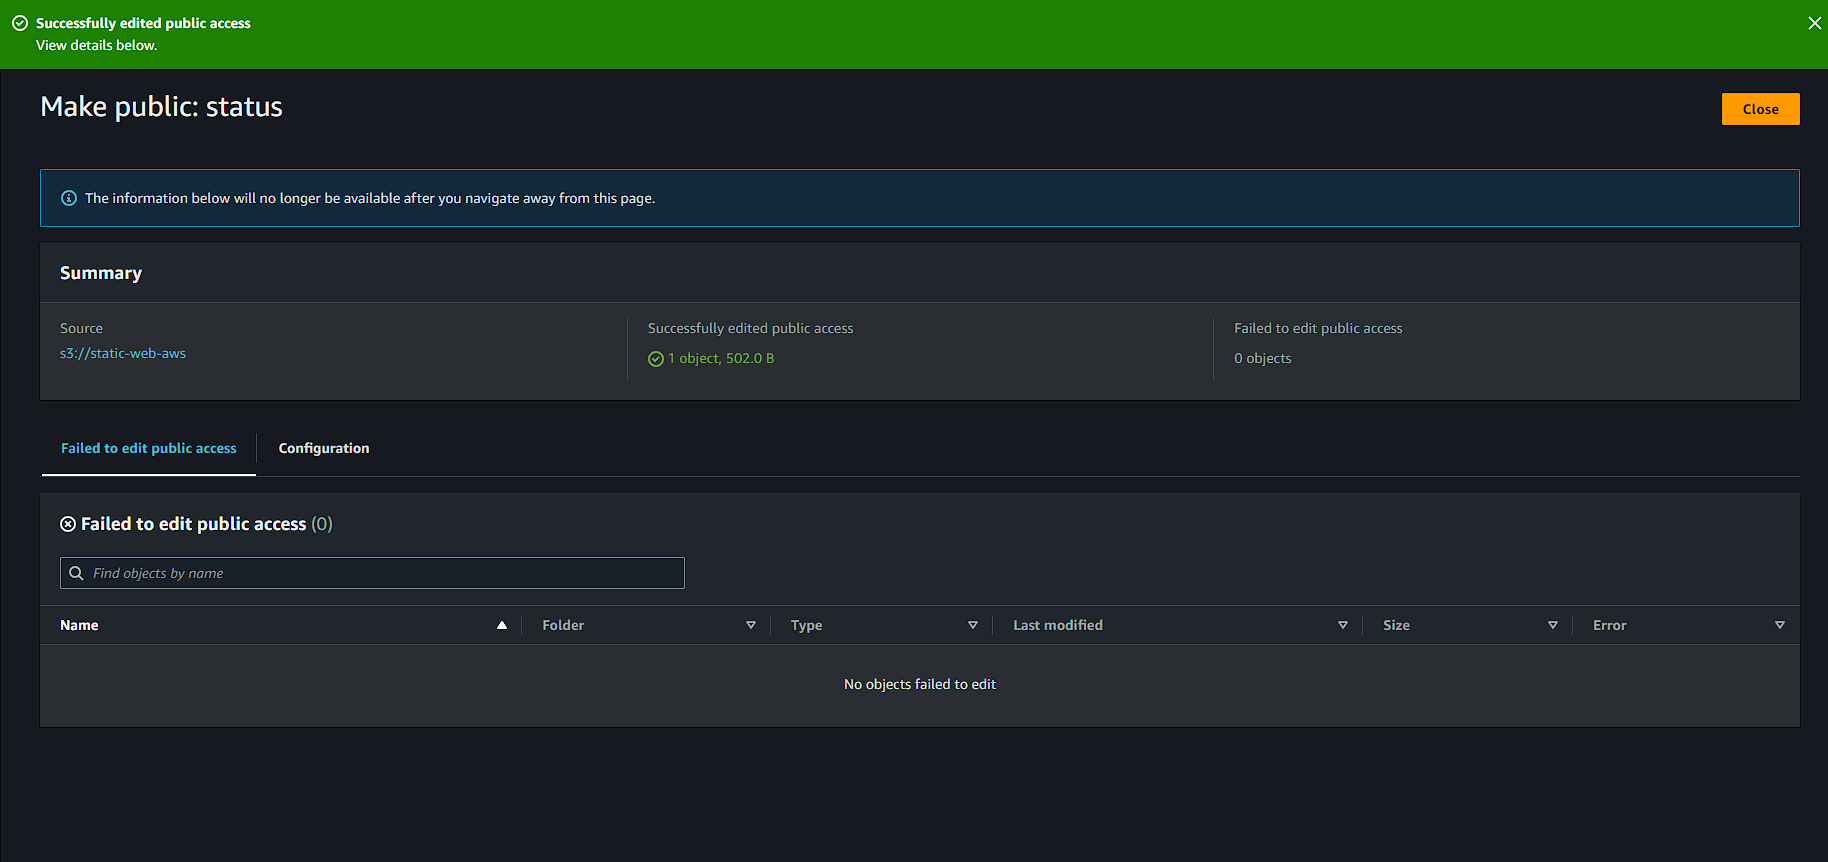 Successfully edited public access
View details below.
Make public: status
Close
The information below will no longer be available after you navigate away from this page.
Summary
Source
s3://static-web-aws
Successfully edited public access
1 object, 502.0 B
Failed to edit public access
0 objects
Failed to edit public access
Configuration
Failed to edit public access (0)
Find objects by name
Name Folder Type Last modified Size Error
No objects failed to edit